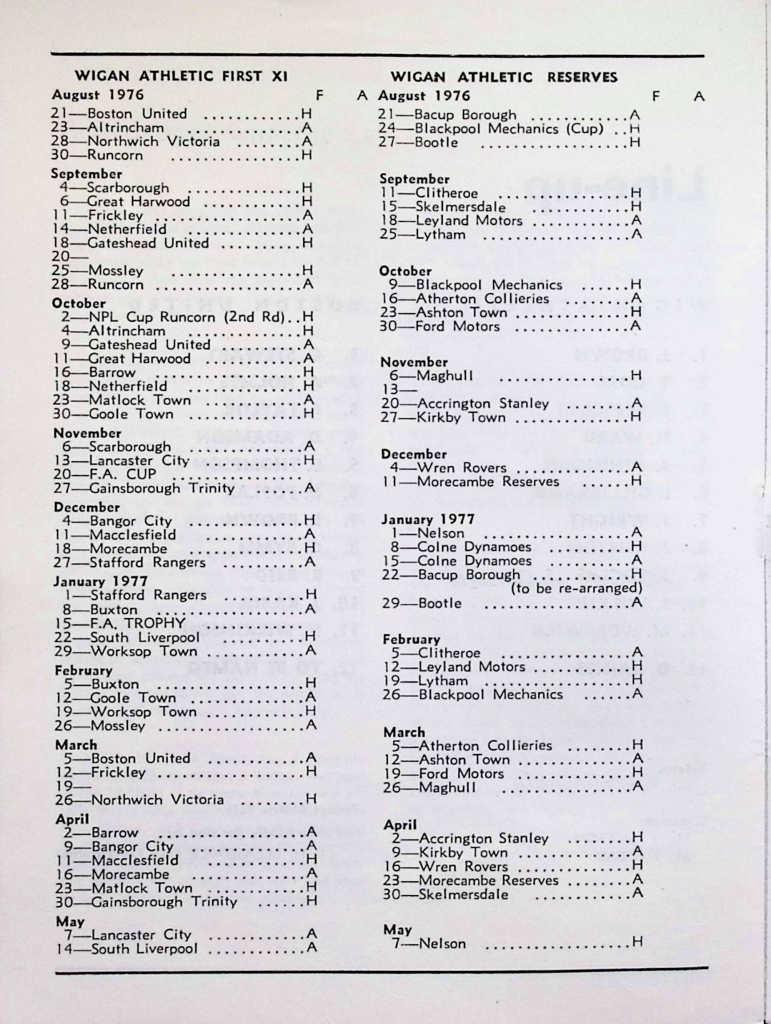 WIGAN ATHLETIC FIRST XI
August 1976 F A
21—Boston United ............H
23—Altrincham ............A
28—Northwich Victoria ........A
30—Runcorn ..............H
September
4—Scarborough ............H
6—Great Harwood ............H
11—Frickley ................A
14—Netherfield ..............A
18—Gateshead United ..........H
20—
25—Mossley ..............H
28—Runcorn ................A
October
2—NPL Cup Runcorn (2nd Rd)..H
4—Altrincham ..............H
9—Gateshead United ..........A
11—Great Harwood ............A
16—Barrow ................H
18—Netherfield ..............H
23—Matlock Town ............A
30—Goole Town ..............H
November
6—Scarborough ..............A
13—Lancaster City ............H
20—F.A. CUP ................
27—Gainsborough Trinity ......A
December
4—Bangor City ..............H
11—Macclesfield ..............A
18—Morecambe ..............H
27—Stafford Rangers ..........A
January 1977
1—Stafford Rangers ..........H
8—Buxton ..................A
15—F.A. TROPHY
22—South Liverpool ............H
29—Worksop Town ............A
February
5—Buxton ................H
12—Goole Town ..............A
19—Worksop Town ............H
26—Mossley ................A
March
5—Boston United ............A
12—Frickley ................H
19—
26—Northwich Victoria ........H
April
2—Barrow ................A
9—Bangor City ..............A
11—Macclesfield ..............H
16—Morecambe ..............A
23—Matlock Town ............H
30—Gainsborough Trinity ......H
May
7—Lancaster City ............A
14—South Liverpool ............A
WIGAN ATHLETIC RESERVES
August 1976 F A
21—Bacup Borough ............A
24—Blackpool Mechanics (Cup) ..H
27—Bootle ................H
September
11—Clitheroe ................H
15—Skelmersdale ..............H
18—Leyland Motors ............A
25—Lytham ................A
October
9—Blackpool Mechanics ........H
16—Atherton Collieries ........A
23—Ashton Town ..............H
30—Ford Motors ..............A
November
6—Maghull ................H
13—
20—Accrington Stanley ........A
27—Kirkby Town ..............H
December
4—Wren Rovers ..............A
11—Morecambe Reserves ........H
January 1977
1—Nelson ..................A
8—Colne Dynamoes ............H
15—Colne Dynamoes ............A
22—Bacup Borough ............H
(to be re-arranged)
29—Bootle ................A
February
5—Clitheroe ................A
12—Leyland Motors ............H
19—Lytham ..................H
26—Blackpool Mechanics ......A
March
5—Atherton Collieries ........H
12—Ashton Town ..............A
19—Ford Motors ..............H
26—Maghull ..................A
April
2—Accrington Stanley ........H
9—Kirkby Town ..............A
16—Wren Rovers ..............H
23—Morecambe Reserves ........A
30—Skelmersdale ............A
May
7—Nelson ..................H